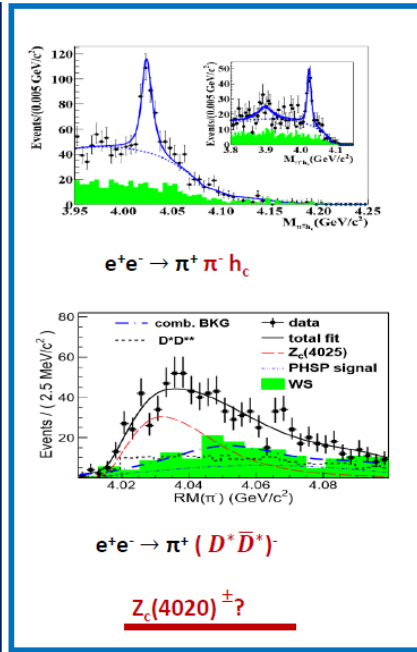 Events/(0.005 GeV/c²)
120
100
80
60
40
20
0
3.95 4.00 4.05 4.10 4.15 4.20 4.25
M_π±h_c(GeV/c²)
Events/(0.005 GeV/c²)
50
40
30
20
10
0
3.8 3.9 4.0 4.1
(GeV/c²)
e⁺e⁻ → π⁺ π⁻ h_c
Events / ( 2.5 MeV/c² )
80
60
40
20
comb. BKG
D*D**
data
total fit
Z_c(4025)
PHSP signal
WS
4.02 4.04 4.06 4.08
RM(π⁻) (GeV/c²)
e⁺e⁻ → π⁺ ( D* D̅*)⁻
Z_c(4020) ±?